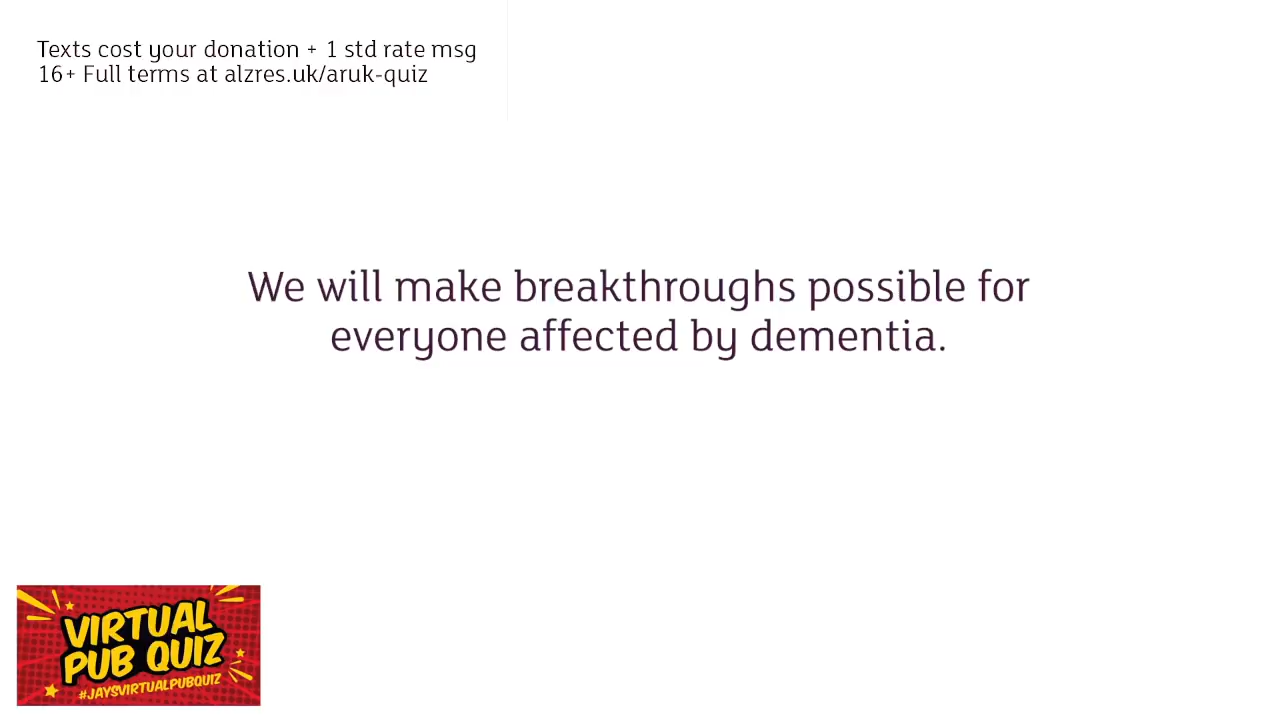 Texts cost your donation + 1 std rate msg
16+ Full terms at alzres.uk/aruk-quiz
We will make breakthroughs possible for
everyone affected by dementia.
VIRTUAL
PUB QUIZ
#JAYSVIRTUALPUBQUIZ